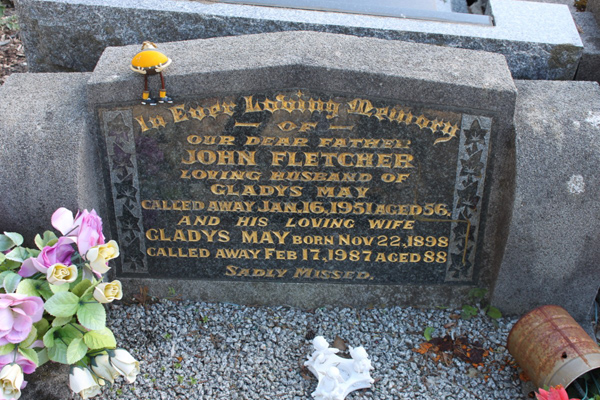 In Ever Loving Memory
– OF –
OUR DEAR FATHER
JOHN FLETCHER
LOVING HUSBAND OF
GLADYS MAY
CALLED AWAY JAN. 16, 1951 AGED 56.
AND HIS LOVING WIFE
GLADYS MAY BORN NOV 22, 1898
CALLED AWAY FEB 17, 1987 AGED 88
SADLY MISSED.